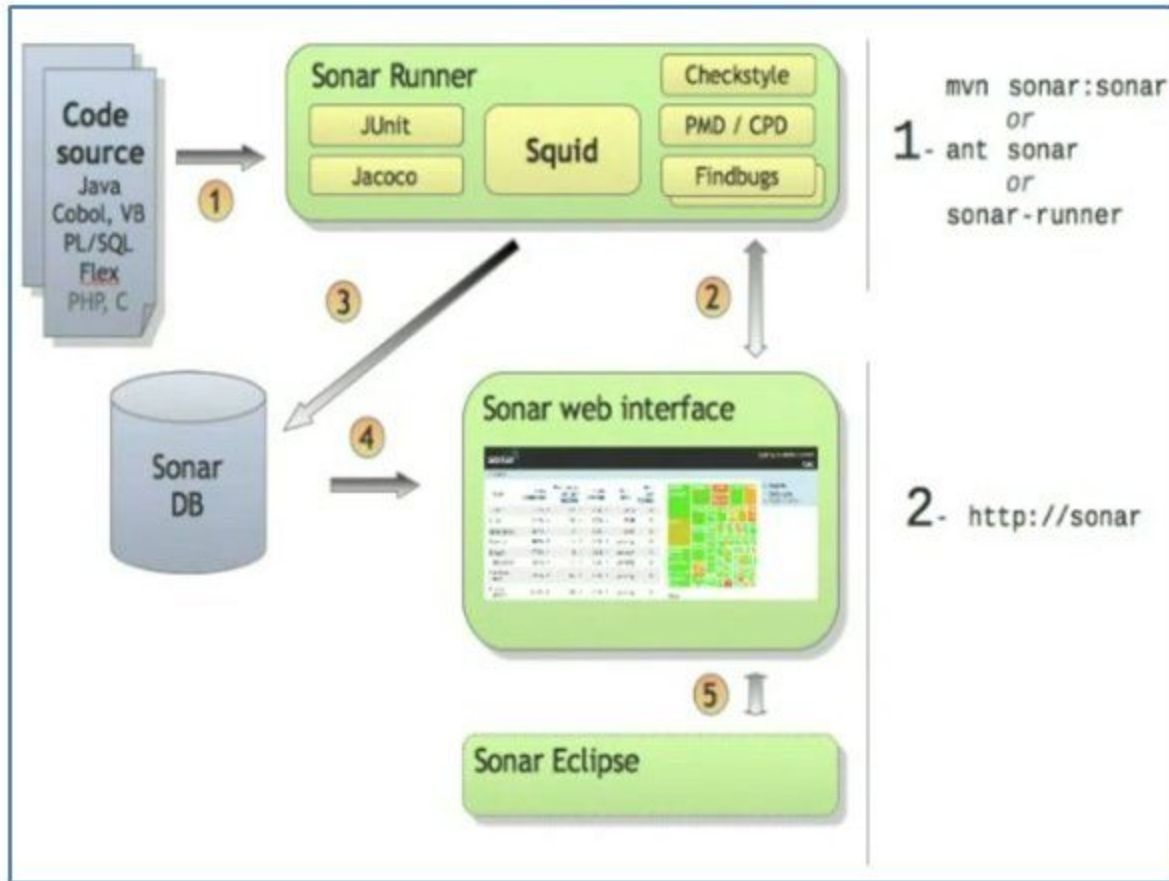 Code
source
Java
Cobol, VB
PL/SQL
Flex
PHP, C
1
Sonar Runner
JUnit
Jacoco
Squid
Checkstyle
PMD / CPD
Findbugs
1- mvn sonar:sonar
or
ant sonar
or
sonar-runner
3
2
Sonar
DB
4
Sonar web interface
sonar
2- http://sonar
5
Sonar Eclipse